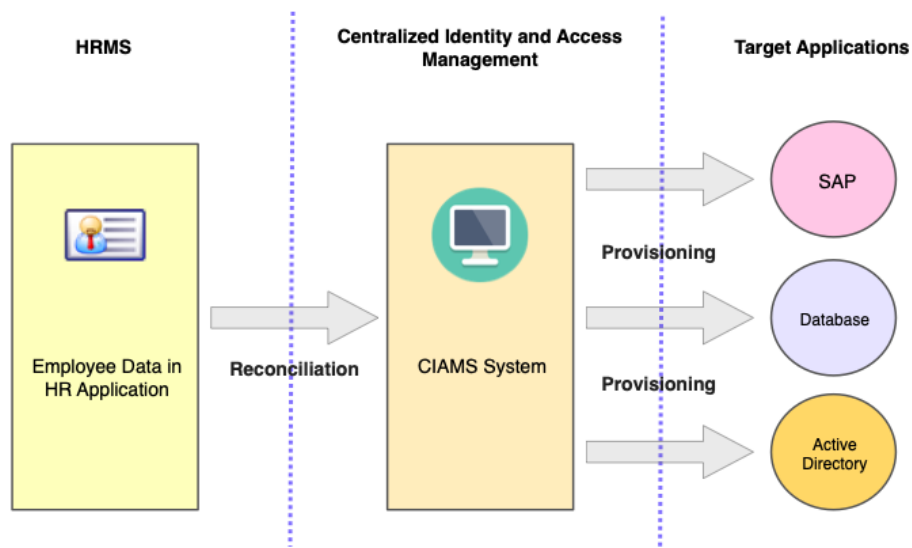 HRMS
Centralized Identity and Access
Management
Target Applications
Employee Data in
HR Application
Reconciliation
CIAMS System
Provisioning
Provisioning
SAP
Database
Active
Directory